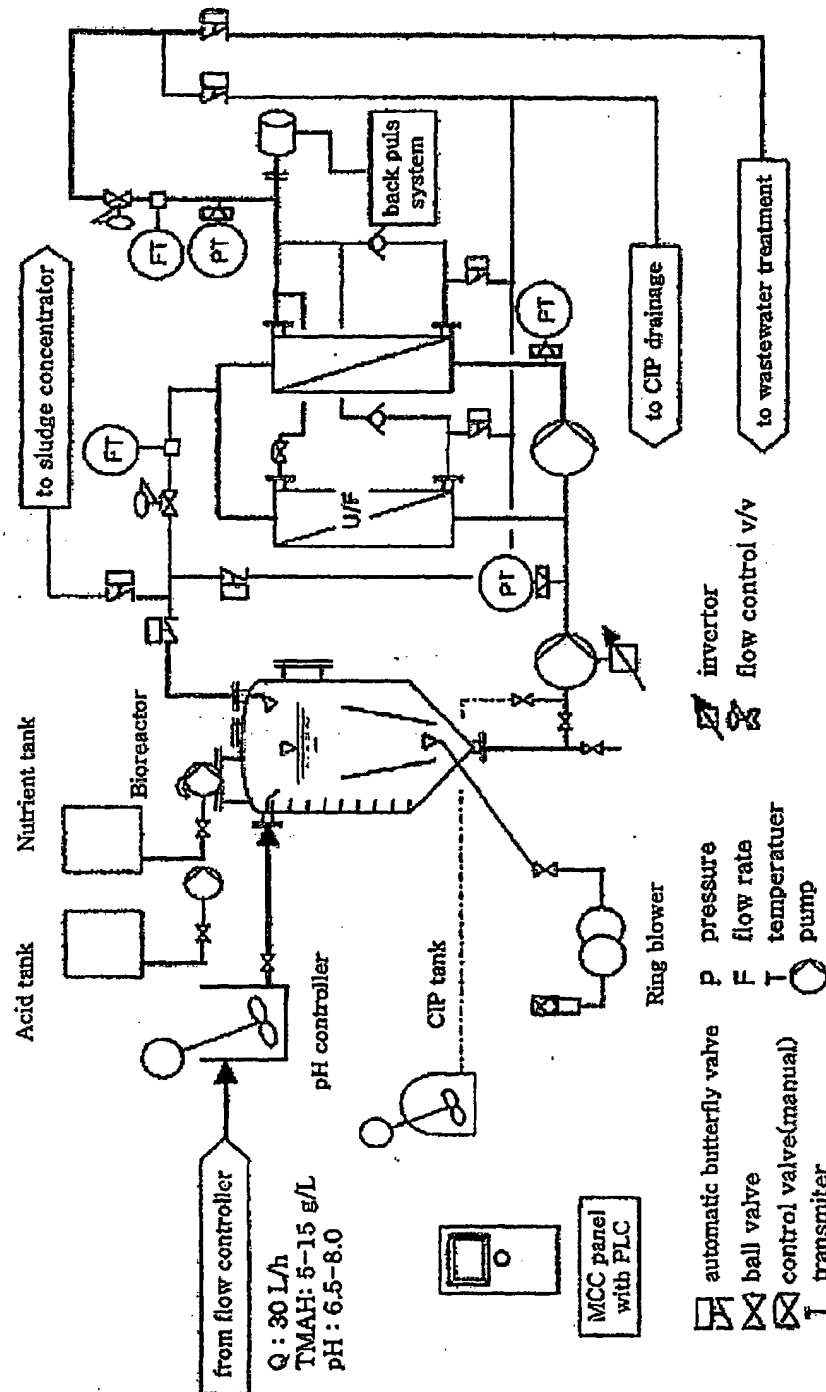 Acid tank
Nutrient tank
Bioreactor
to sludge concentrator
FT
FT
PT
back puls
system
U/F
PT
PT
from flow controller
Q : 30 L/h
TMAH: 5-15 g/L
pH : 6.5-8.0
pH controller
CIP tank
Ring blower
to CIP drainage
to wastewater treatment
MCC panel
with PLC
automatic butterfly valve
ball valve
control valve(manual)
T transmiter
P pressure
F flow rate
T temperatuer
pump
invertor
flow control v/v